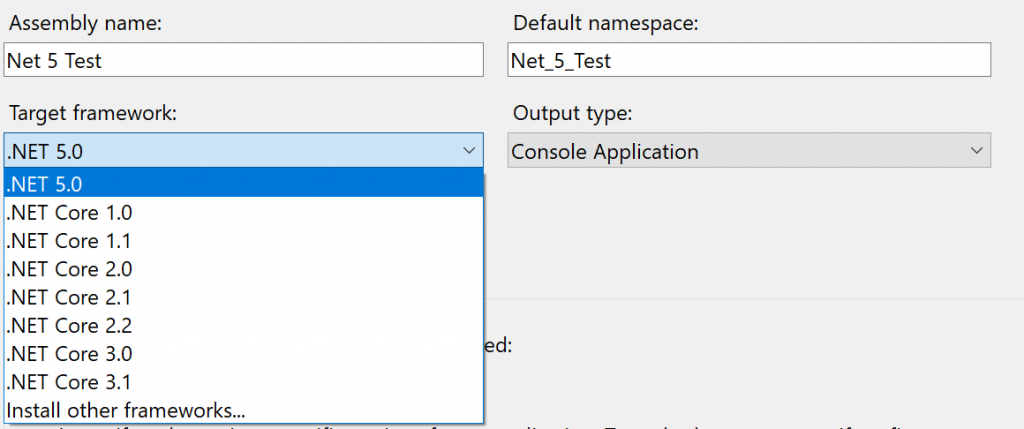 Assembly name:
Default namespace:
Net 5 Test
Net_5_Test
Target framework:
Output type:
.NET 5.0
Console Application
.NET 5.0
.NET Core 1.0
.NET Core 1.1
.NET Core 2.0
.NET Core 2.1
.NET Core 2.2
.NET Core 3.0
ed:
.NET Core 3.1
Install other frameworks...